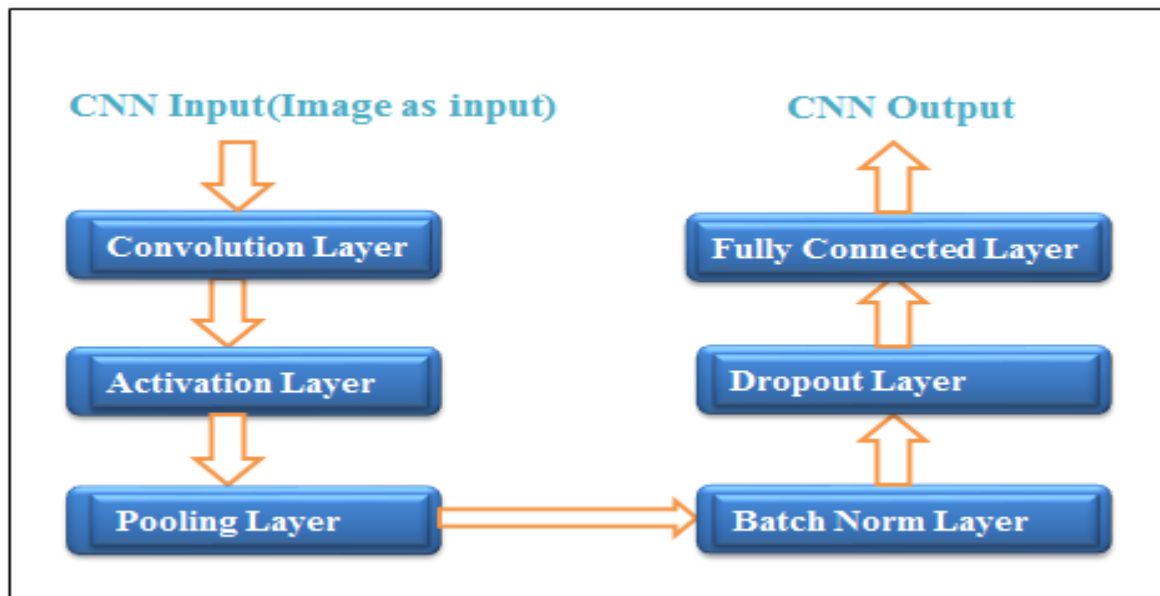 CNN Input(Image as input)
Convolution Layer
Activation Layer
Pooling Layer
Batch Norm Layer
Dropout Layer
Fully Connected Layer
CNN Output